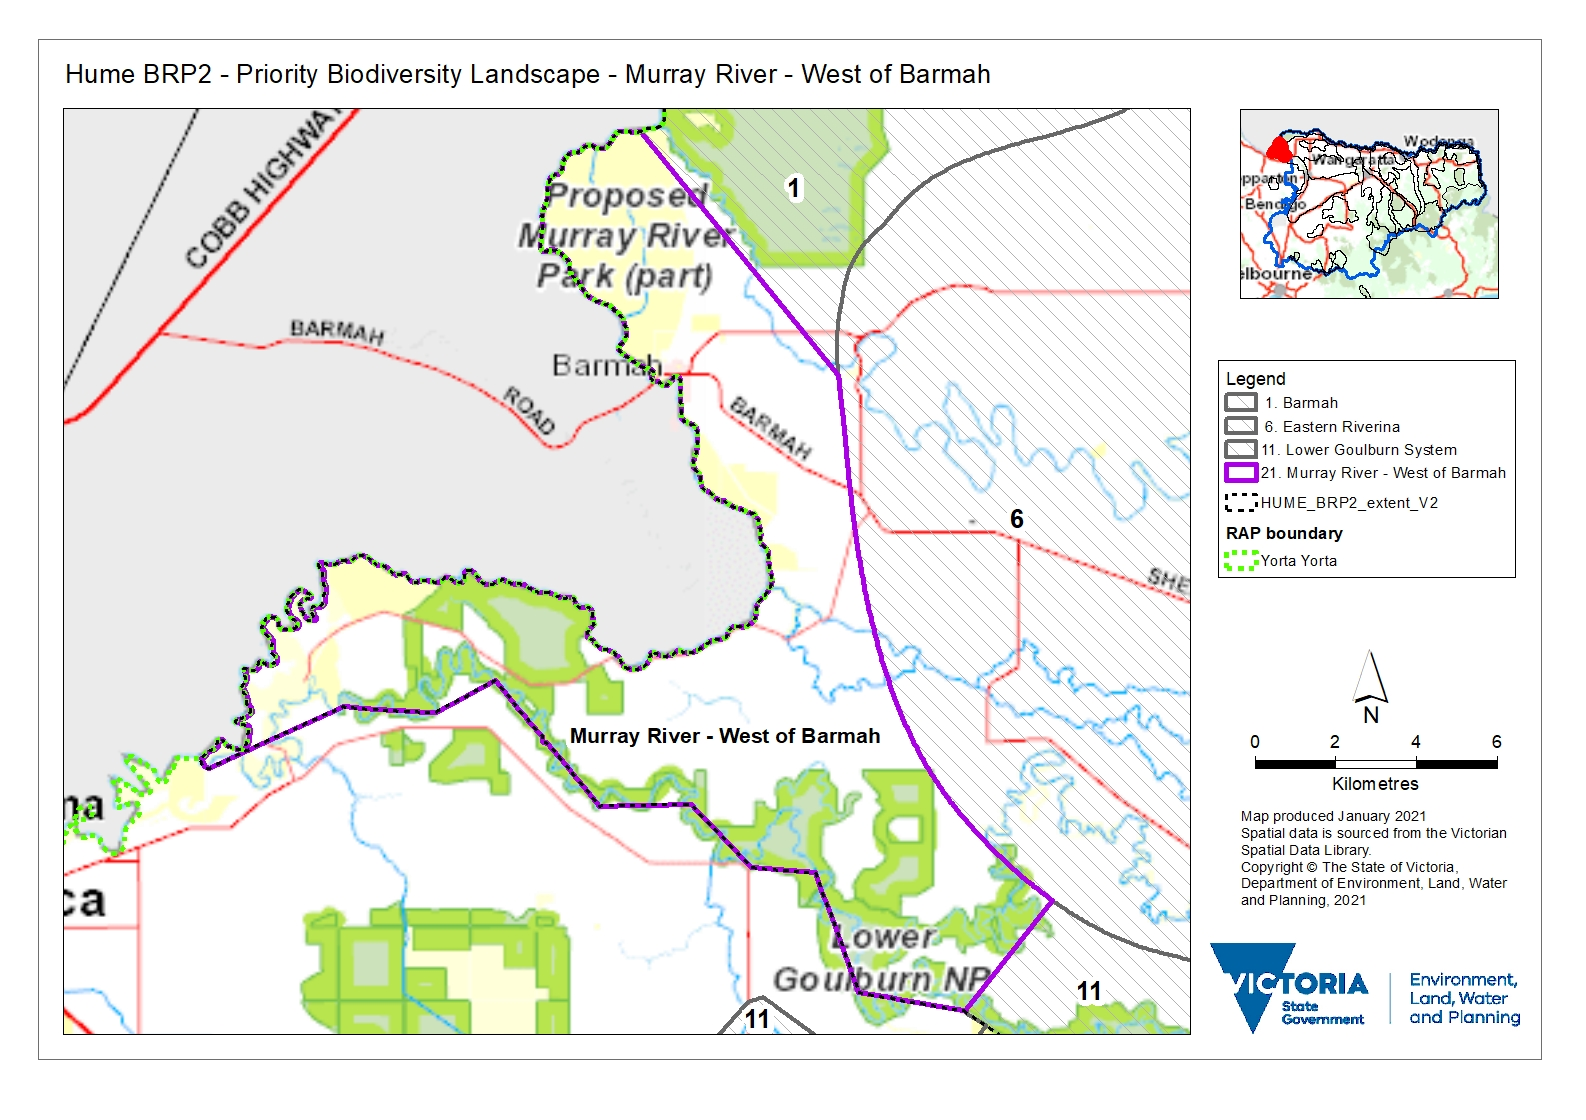 Hume BRP2 - Priority Biodiversity Landscape - Murray River - West of Barmah
COBB HIGHWAY
1
Proposed
Murray River
Park (part)
BARMAH
ROAD
Barmah
BARMAH
6
SHE
Murray River - West of Barmah
na
ca
Lower
Goulburn NP
11
11
Wodonga
Wangaratta
epparton
Bendigo
elbourne
Legend
1. Barmah
6. Eastern Riverina
11. Lower Goulburn System
21. Murray River - West of Barmah
HUME_BRP2_extent_V2
RAP boundary
Yorta Yorta
N
0 2 4 6
Kilometres
Map produced January 2021
Spatial data is sourced from the Victorian
Spatial Data Library.
Copyright © The State of Victoria,
Department of Environment, Land, Water
and Planning, 2021
VICTORIA
State
Government
Environment,
Land, Water
and Planning